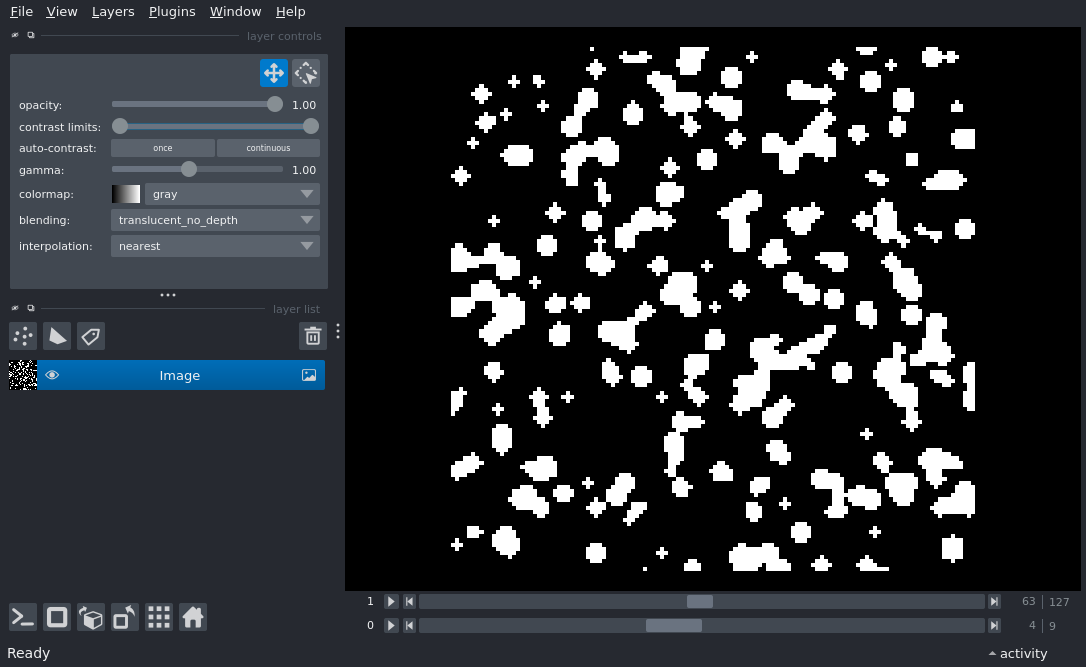 File View Layers Plugins Window Help
layer controls
opacity: 1.00
contrast limits:
auto-contrast: once continuous
gamma: 1.00
colormap: gray
blending: translucent_no_depth
interpolation: nearest
layer list
Image
1 63 127
0 4 9
Ready activity